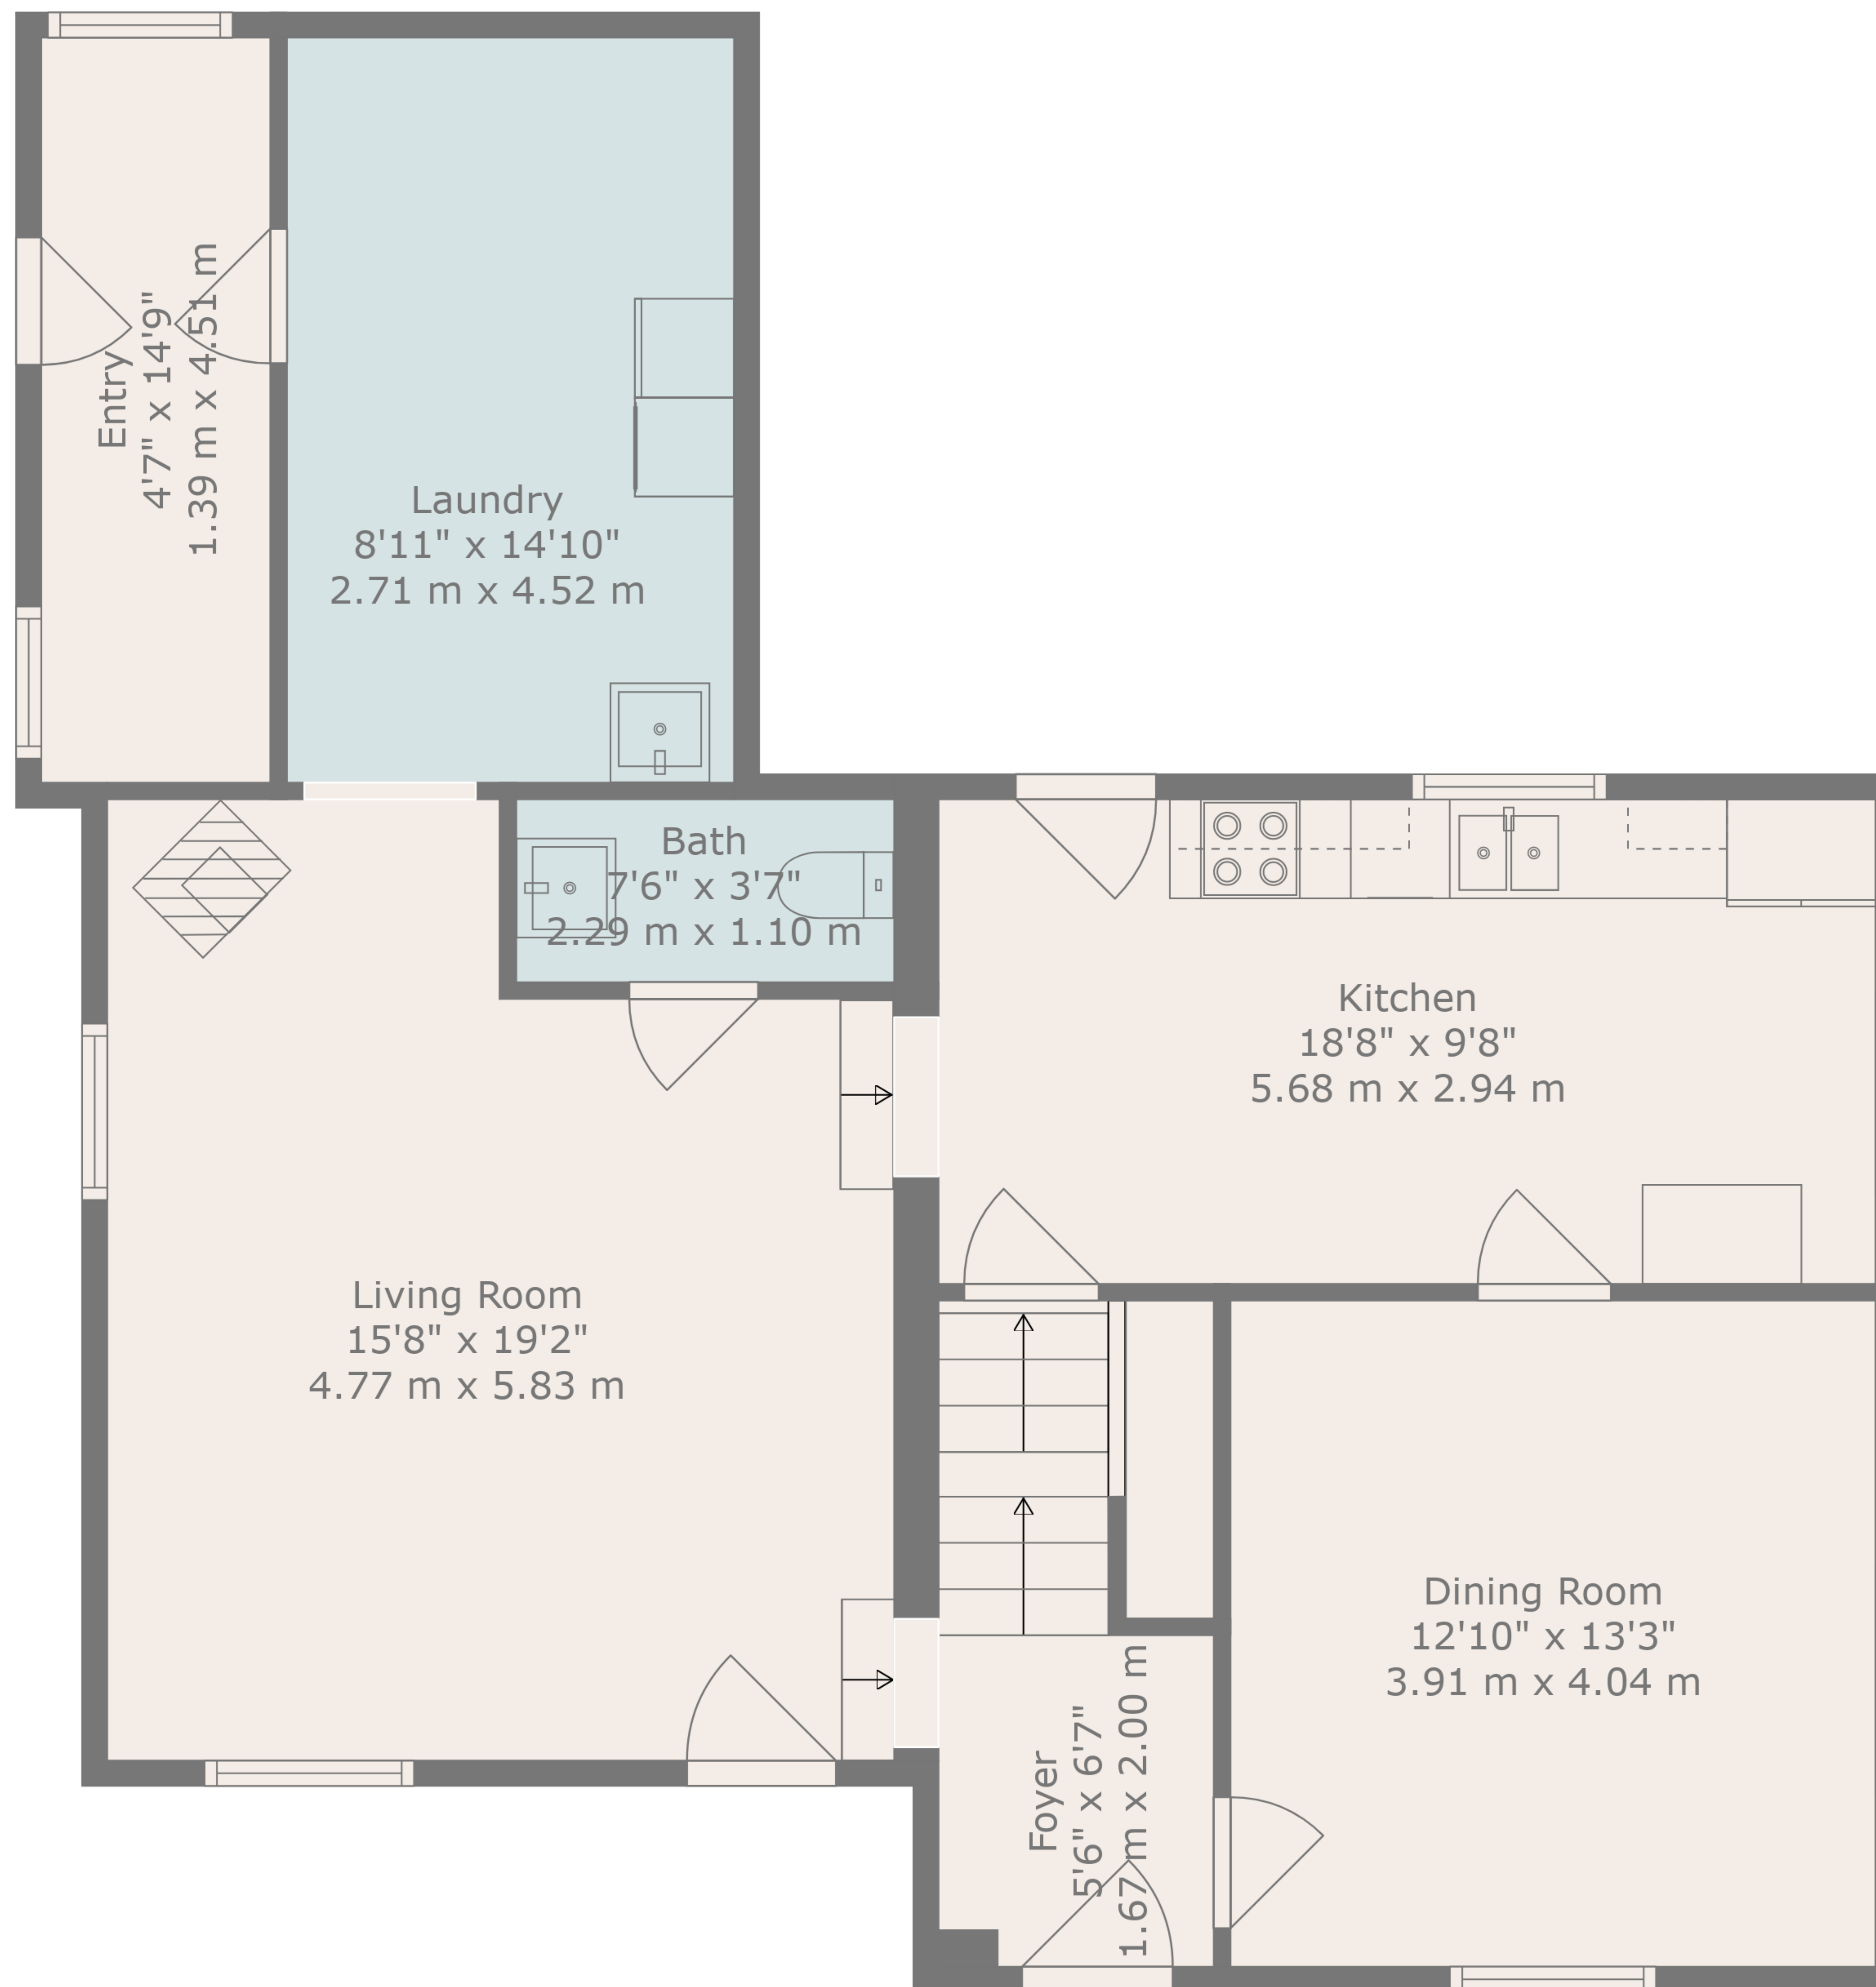 Entry
4'7" x 14'9"
1.39 m x 4.51 m
Laundry
8'11" x 14'10"
2.71 m x 4.52 m
Bath
7'6" x 3'7"
2.29 m x 1.10 m
Kitchen
18'8" x 9'8"
5.68 m x 2.94 m
Living Room
15'8" x 19'2"
4.77 m x 5.83 m
Dining Room
12'10" x 13'3"
3.91 m x 4.04 m
Foyer
5'6" x 6'7"
1.67 m x 2.00 m